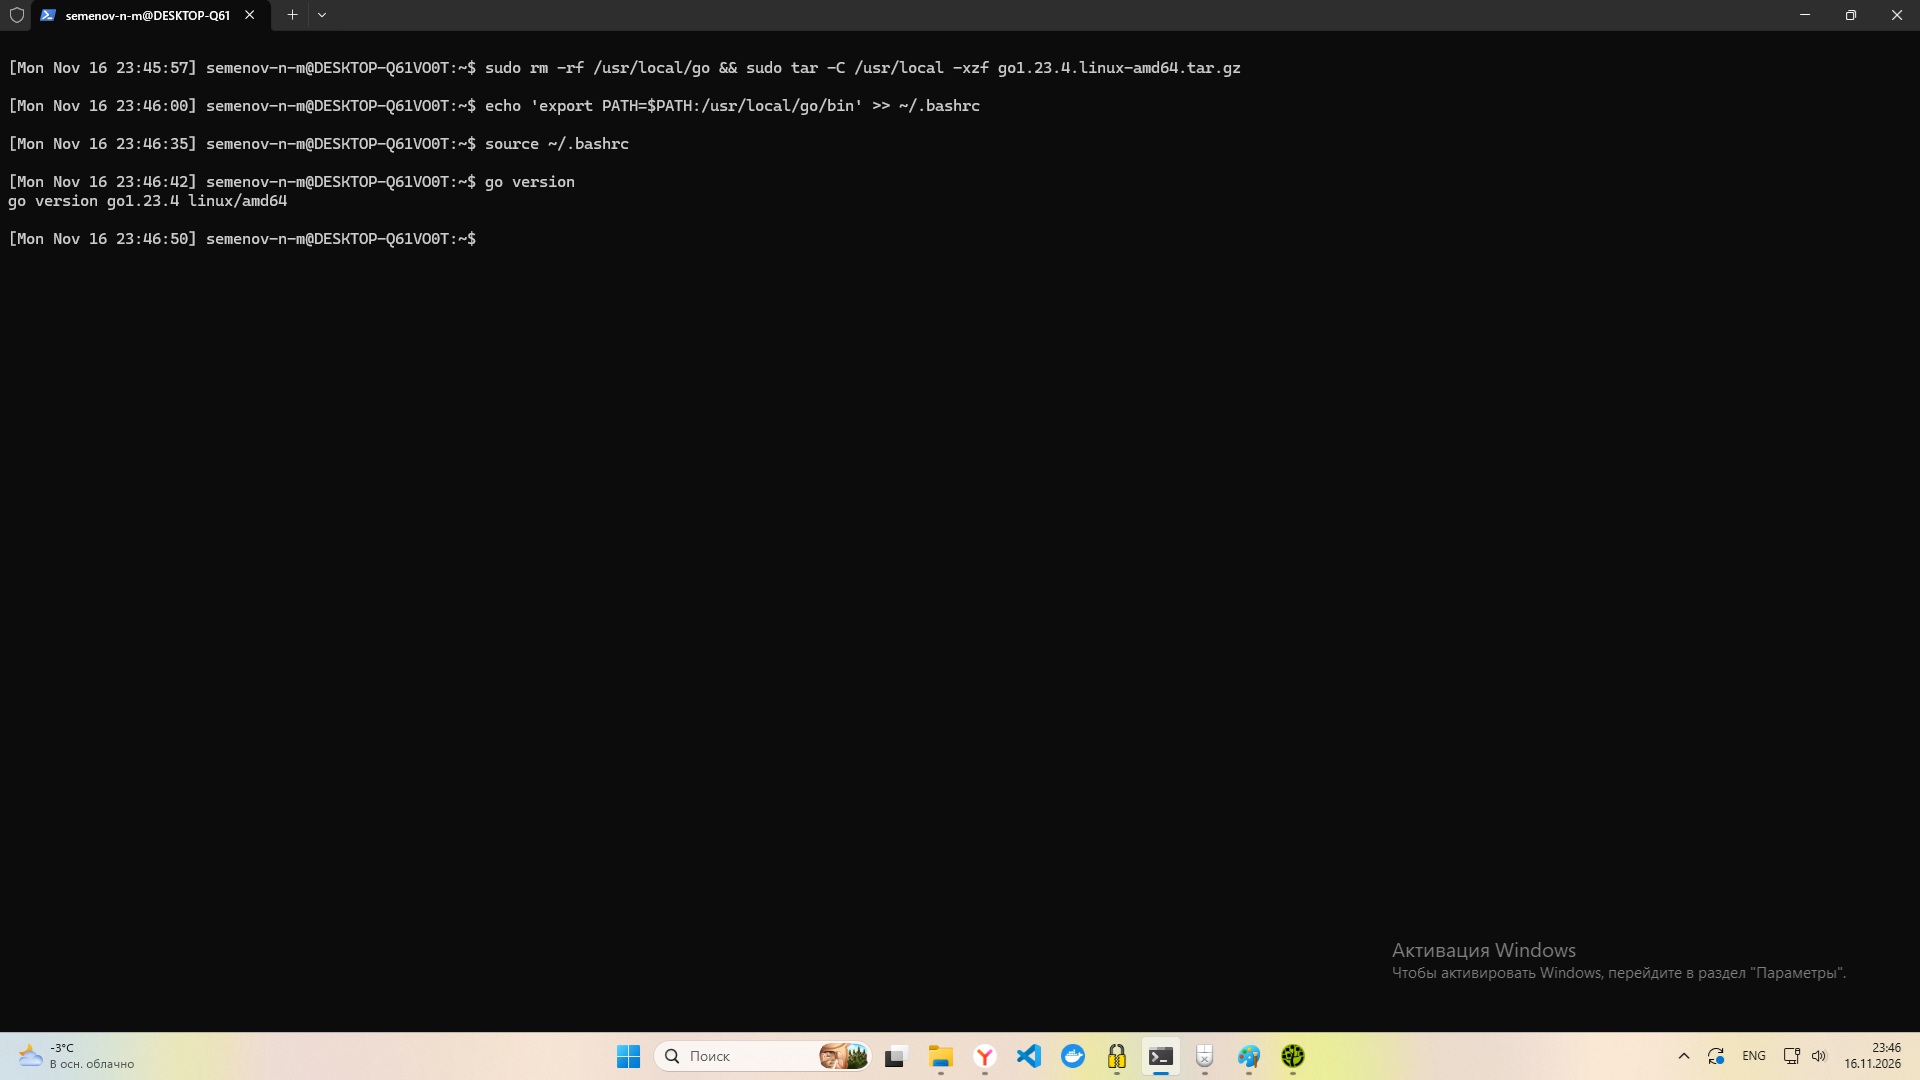 semenov-n-m@DESKTOP-Q61
[Mon Nov 16 23:45:57] semenov-n-m@DESKTOP-Q61VO0T:~$ sudo rm -rf /usr/local/go && sudo tar -C /usr/local -xzf go1.23.4.linux-amd64.tar.gz
[Mon Nov 16 23:46:00] semenov-n-m@DESKTOP-Q61VO0T:~$ echo 'export PATH=$PATH:/usr/local/go/bin' >> ~/.bashrc
[Mon Nov 16 23:46:35] semenov-n-m@DESKTOP-Q61VO0T:~$ source ~/.bashrc
[Mon Nov 16 23:46:42] semenov-n-m@DESKTOP-Q61VO0T:~$ go version
go version go1.23.4 linux/amd64
[Mon Nov 16 23:46:50] semenov-n-m@DESKTOP-Q61VO0T:~$
Активация Windows
Чтобы активировать Windows, перейдите в раздел "Параметры".
-3°C
В осн. облачно
Поиск
ENG
23:46
16.11.2026